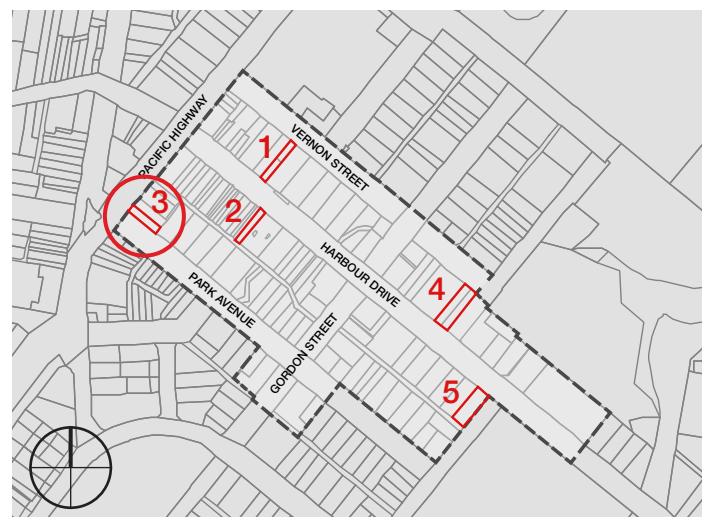 PACIFIC HIGHWAY
VERNON STREET
1
3
2
HARBOUR DRIVE
4
PARK AVENUE
GORDON STREET
5